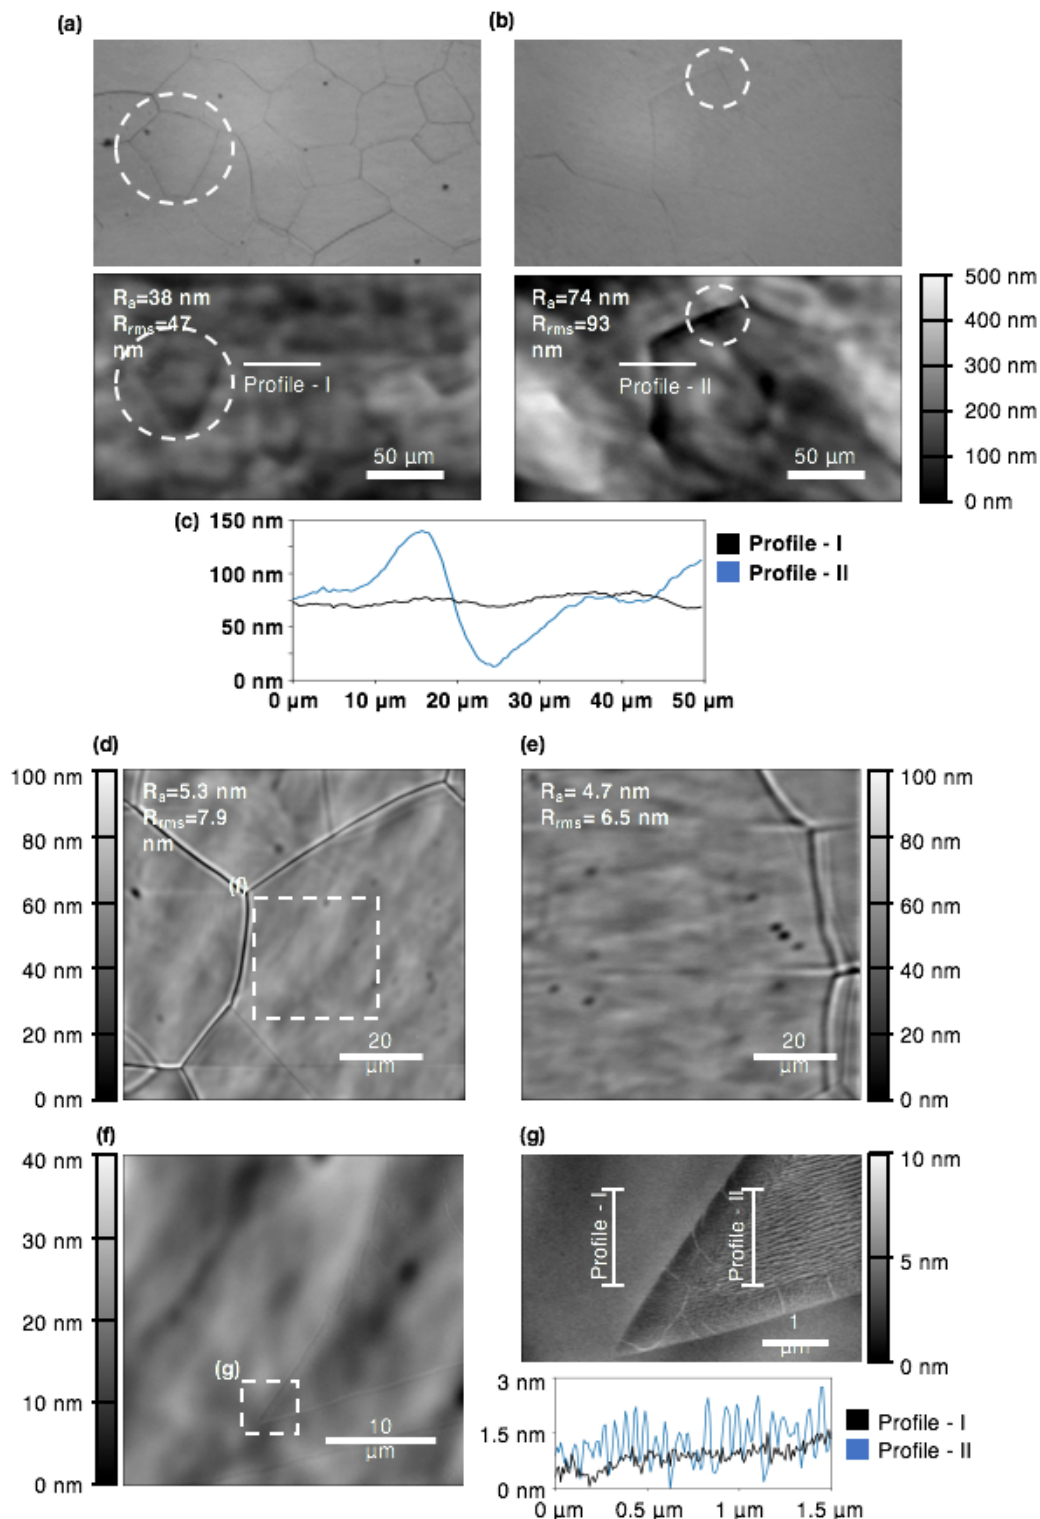 (a)
(b)
Rₐ=38 nm
Rᵣₘₛ=47
nm
Profile - I
50 µm
Rₐ=74 nm
Rᵣₘₛ=93
nm
Profile - II
50 µm
500 nm
400 nm
300 nm
200 nm
100 nm
0 nm
(c)
150 nm
100 nm
50 nm
0 nm
0 µm 10 µm 20 µm 30 µm 40 µm 50 µm
Profile - I
Profile - II
(d)
100 nm
80 nm
60 nm
40 nm
20 nm
0 nm
Rₐ=5.3 nm
Rᵣₘₛ=7.9
nm
(f)
20
µm
(e)
Rₐ= 4.7 nm
Rᵣₘₛ= 6.5 nm
20
µm
100 nm
80 nm
60 nm
40 nm
20 nm
0 nm
(f)
40 nm
30 nm
20 nm
10 nm
0 nm
(g)
10
µm
(g)
Profile - I
Profile - II
1
µm
10 nm
5 nm
0 nm
3 nm
1.5 nm
0 nm
0 µm 0.5 µm 1 µm 1.5 µm
Profile - I
Profile - II